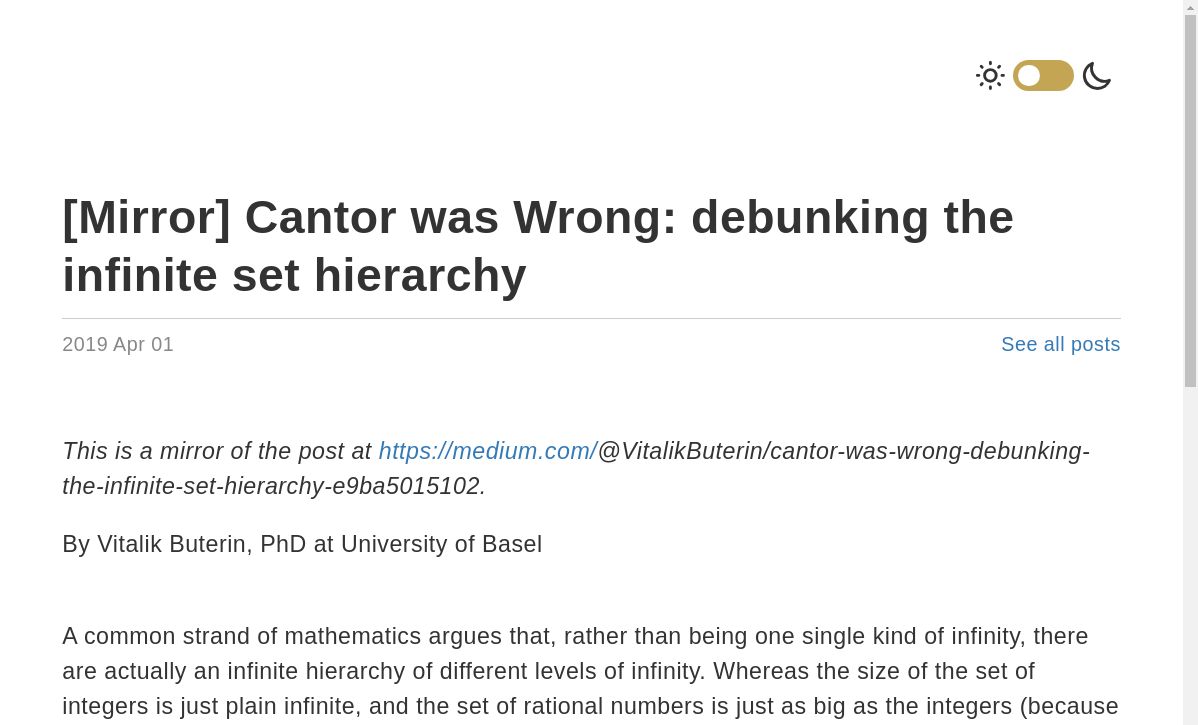 [Mirror] Cantor was Wrong: debunking the
infinite set hierarchy
2019 Apr 01
See all posts
This is a mirror of the post at https://medium.com/@VitalikButerin/cantor-was-wrong-debunking-
the-infinite-set-hierarchy-e9ba5015102.
By Vitalik Buterin, PhD at University of Basel
A common strand of mathematics argues that, rather than being one single kind of infinity, there
are actually an infinite hierarchy of different levels of infinity. Whereas the size of the set of
integers is just plain infinite, and the set of rational numbers is just as big as the integers (because